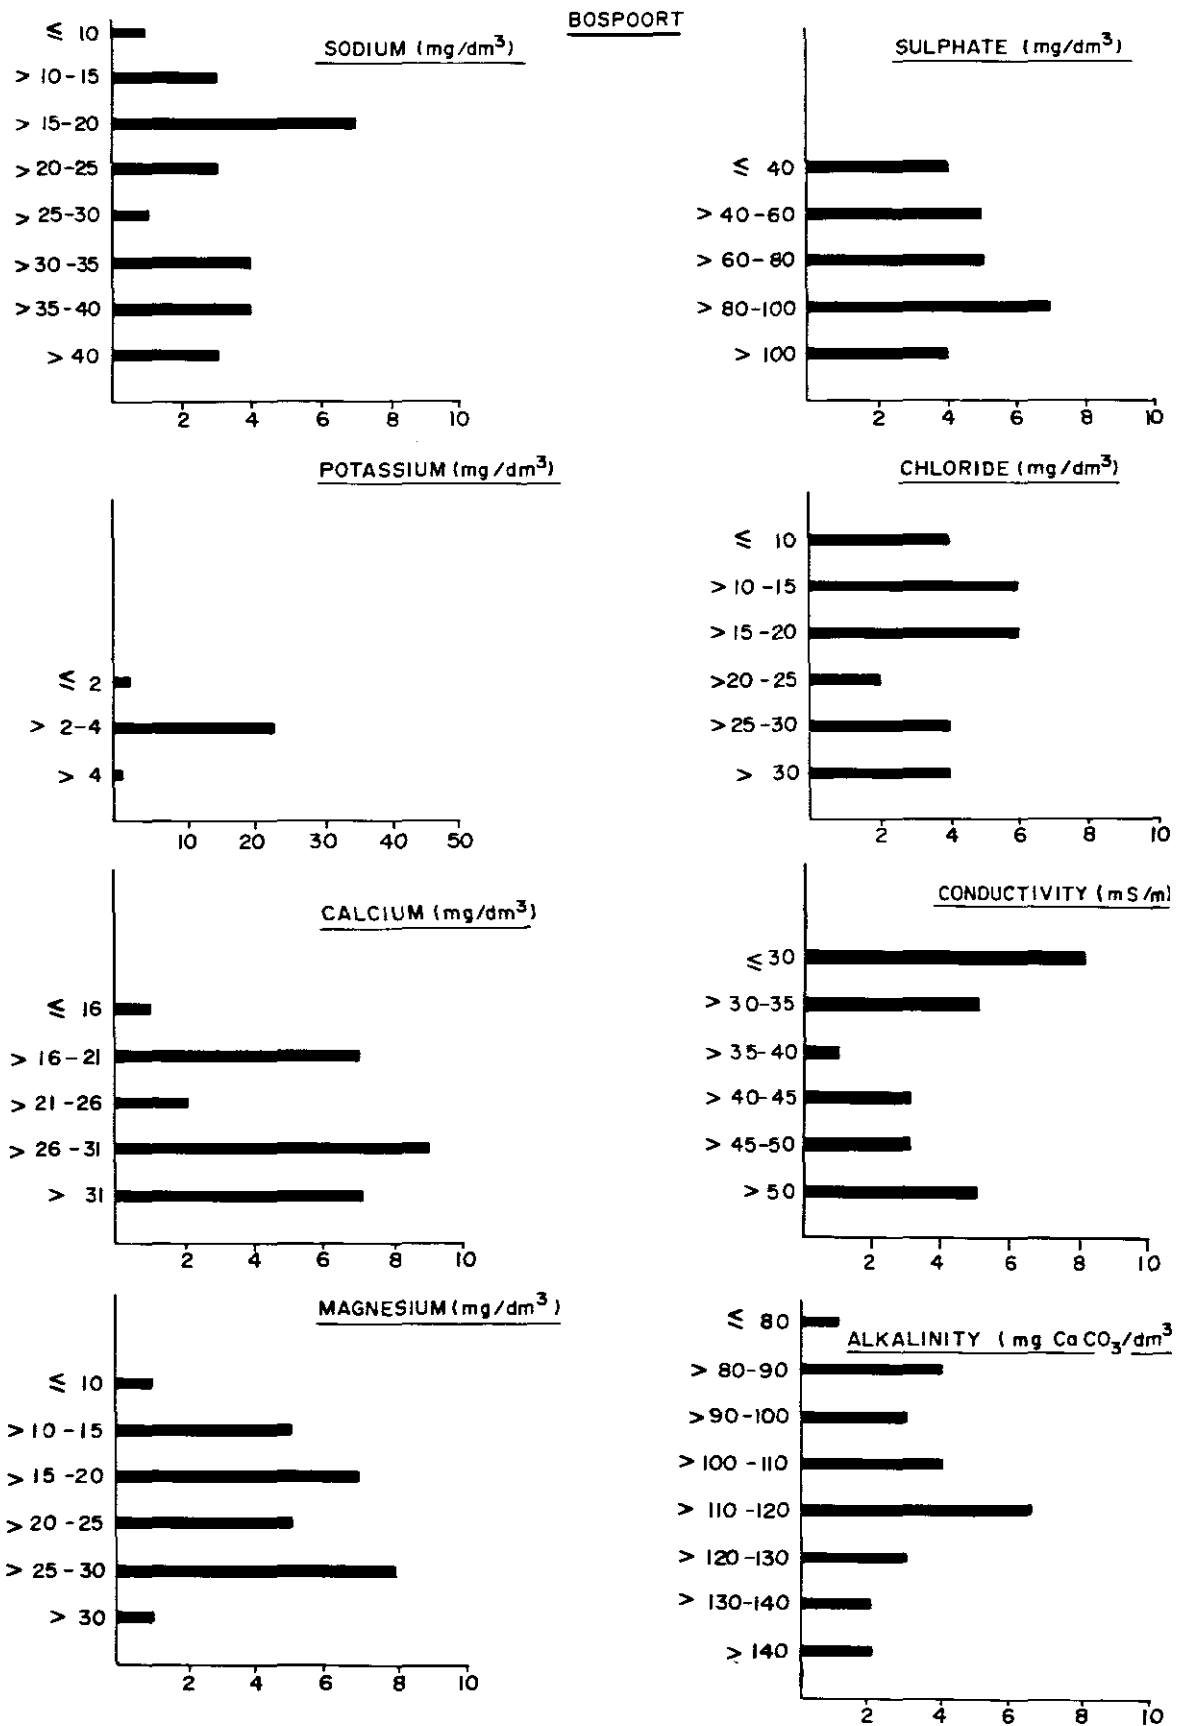 BOSPOORT
SODIUM (mg/dm³)
≤ 10
> 10-15
> 15-20
> 20-25
> 25-30
> 30-35
> 35-40
> 40
2 4 6 8 10
SULPHATE (mg/dm³)
≤ 40
> 40-60
> 60-80
> 80-100
> 100
2 4 6 8 10
POTASSIUM (mg/dm³)
≤ 2
> 2-4
> 4
10 20 30 40 50
CHLORIDE (mg/dm³)
≤ 10
> 10-15
> 15-20
> 20-25
> 25-30
> 30
2 4 6 8 10
CALCIUM (mg/dm³)
≤ 16
> 16-21
> 21-26
> 26-31
> 31
2 4 6 8 10
CONDUCTIVITY (mS/m)
≤ 30
> 30-35
> 35-40
> 40-45
> 45-50
> 50
2 4 6 8 10
MAGNESIUM (mg/dm³)
≤ 10
> 10-15
> 15-20
> 20-25
> 25-30
> 30
2 4 6 8 10
ALKALINITY (mg CaCO₃/dm³
≤ 80
> 80-90
> 90-100
> 100-110
> 110-120
> 120-130
> 130-140
> 140
2 4 6 8 10